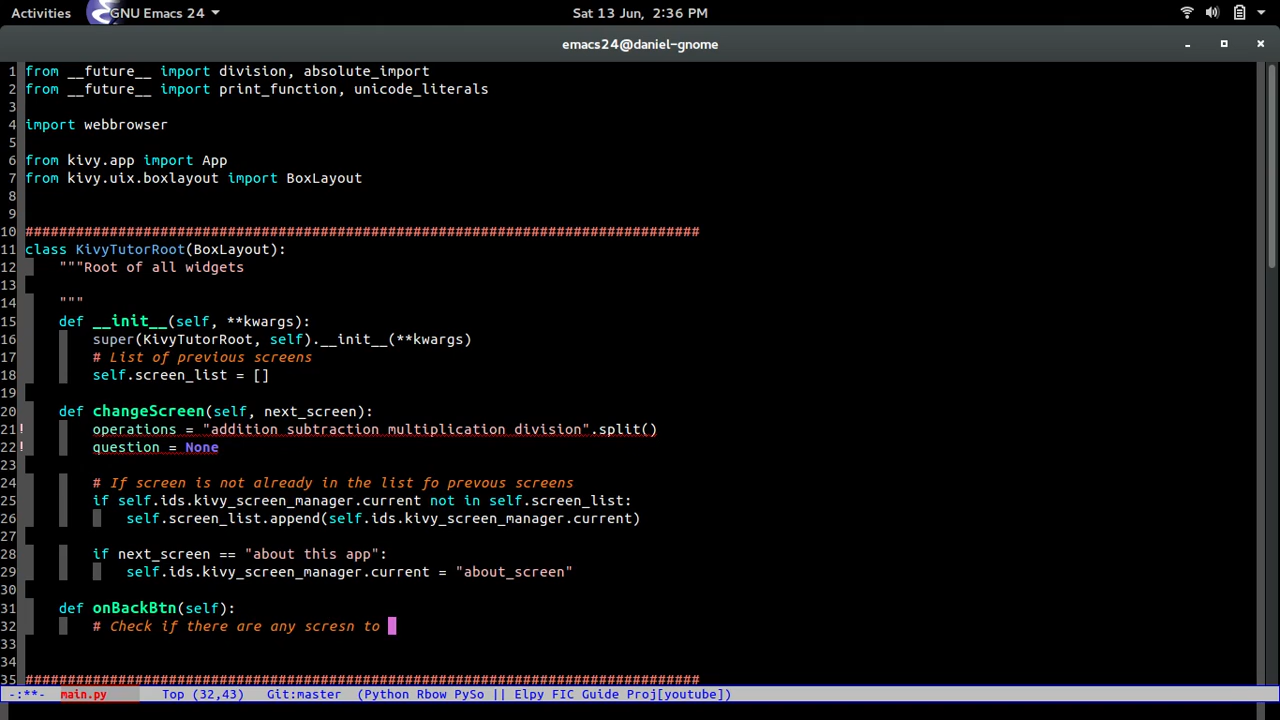 Activities GNU Emacs 24 Sat 13 Jun, 2:36 PM
emacs24@daniel-gnome
1 from __future__ import division, absolute_import
2 from __future__ import print_function, unicode_literals
3
4 import webbrowser
5
6 from kivy.app import App
7 from kivy.uix.boxlayout import BoxLayout
8
9
10 ################################################################################
11 class KivyTutorRoot(BoxLayout):
12     """Root of all widgets
13
14     """
15     def __init__(self, **kwargs):
16         super(KivyTutorRoot, self).__init__(**kwargs)
17         # List of previous screens
18         self.screen_list = []
19
20     def changeScreen(self, next_screen):
! 21         operations = "addition subtraction multiplication division".split()
! 22         question = None
23
24         # If screen is not already in the list fo prevous screens
25         if self.ids.kivy_screen_manager.current not in self.screen_list:
26             self.screen_list.append(self.ids.kivy_screen_manager.current)
27
28         if next_screen == "about this app":
29             self.ids.kivy_screen_manager.current = "about_screen"
30
31     def onBackBtn(self):
32         # Check if there are any scresn to
33
34
35 ################################################################################
-:**- main.py Top (32,43) Git:master (Python Rbow PySo || Elpy FIC Guide Proj[youtube])